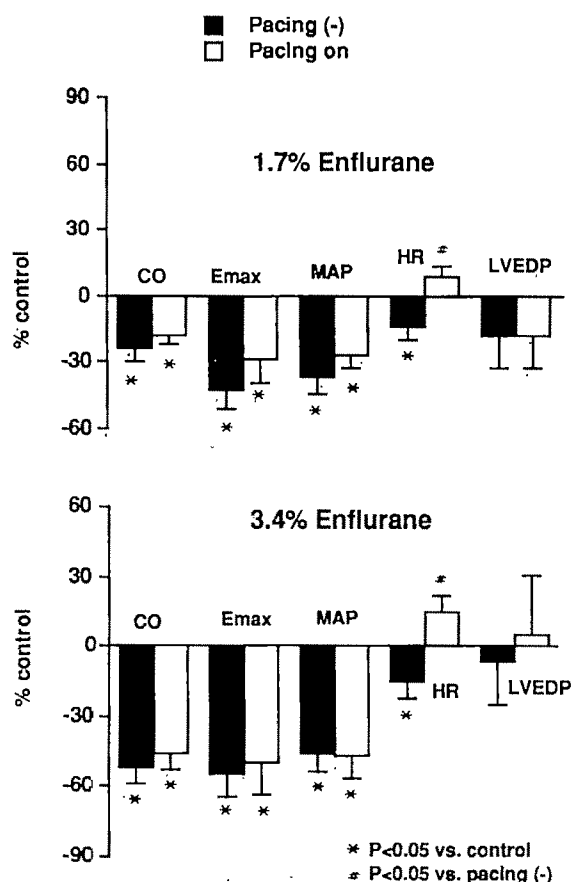 Pacing (-)
Pacing on
90
60
30
0
-30
-60
% control
1.7% Enflurane
CO
Emax
MAP
HR
#
LVEDP
*
*
*
*
*
*
*
60
30
0
-30
-60
-90
% control
3.4% Enflurane
CO
Emax
MAP
#
HR
LVEDP
*
*
*
*
*
*
*
* P<0.05 vs. control
# P<0.05 vs. pacing (-)